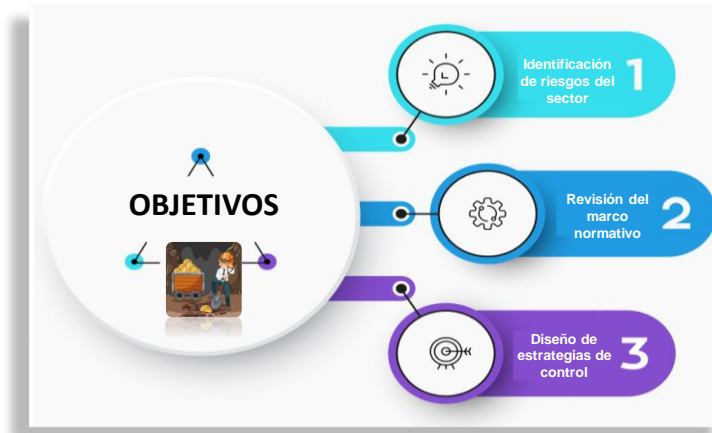 OBJETIVOS
Identificación
de riesgos del
sector
1
Revisión del
marco
normativo
2
Diseño de
estrategias de
control
3